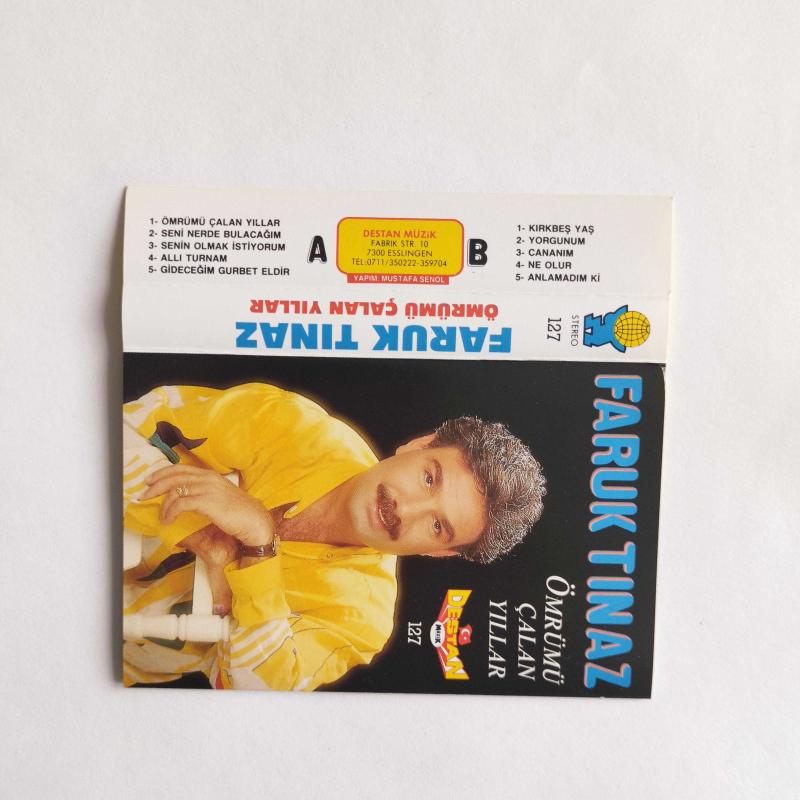 1- ÖMRÜMÜ ÇALAN YILLAR
2- SENİ NERDE BULACAĞIM
3- SENİN OLMAK İSTİYORUM
4- ALLI TURNAM
5- GİDECEĞİM GURBET ELDİR
A
DESTAN MÜZiK
FABRIK STR. 10
7300 ESSLINGEN
TEL:0711/350222-359704
YAPIM: MUSTAFA SENOL
B
1- KIRKBEŞ YAŞ
2- YORGUNUM
3- CANANIM
4- NE OLUR
5- ANLAMADIM Kİ
FARUK TINAZ
ÖMRÜMÜ ÇALAN YILLAR
STEREO
127
FARUK TINAZ
ÖMRÜMÜ
ÇALAN
YILLAR
DESTAN
MÜZİK
127